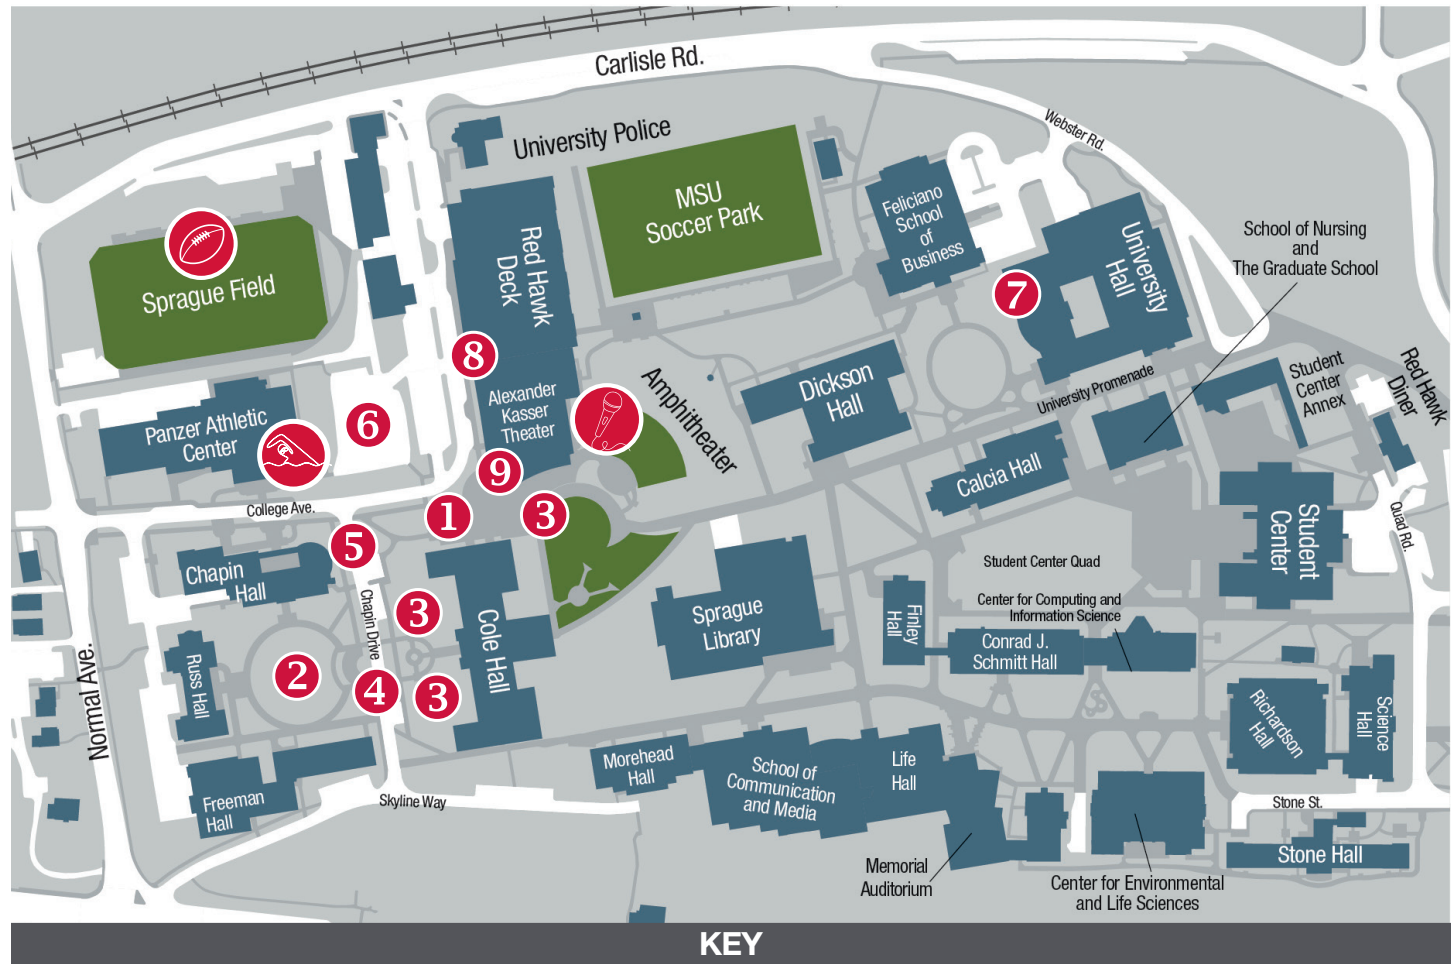 Carlisle Rd.
Webster Rd.
University Police
MSU
Soccer Park
Feliciano
School
of
Business
University
Hall
School of Nursing
and
The Graduate School
Sprague Field
Red Hawk
Deck
7
8
Alexander
Kasser
Theater
Amphitheater
Dickson
Hall
University Promenade
Student
Center
Annex
Red Hawk
Diner
Panzer Athletic
Center
6
9
Calcia Hall
College Ave.
1
3
5
Student
Center
Quad Rd.
Chapin
Hall
Chapin Drive
3
Cole Hall
Sprague
Library
Finley
Hall
Student Center Quad
Center for Computing and
Information Science
Conrad J.
Schmitt Hall
Normal Ave.
Russ Hall
2
4
3
Richardson
Hall
Science
Hall
Morehead
Hall
School of
Communication
and Media
Life
Hall
Freeman
Hall
Skyline Way
Stone St.
Stone Hall
Memorial
Auditorium
Center for Environmental
and Life Sciences
KEY